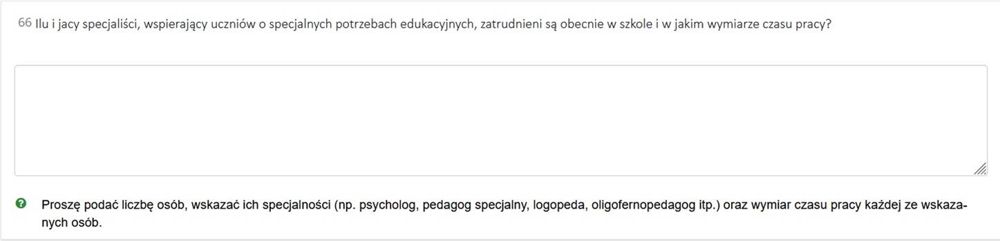 66 Ilu i jacy specjaliści, wspierający uczniów o specjalnych potrzebach edukacyjnych, zatrudnieni są obecnie w szkole i w jakim wymiarze czasu pracy?
Proszę podać liczbę osób, wskazać ich specjalności (np. psycholog, pedagog specjalny, logopeda, oligofernopedagog itp.) oraz wymiar czasu pracy każdej ze wskaza-
nych osób.